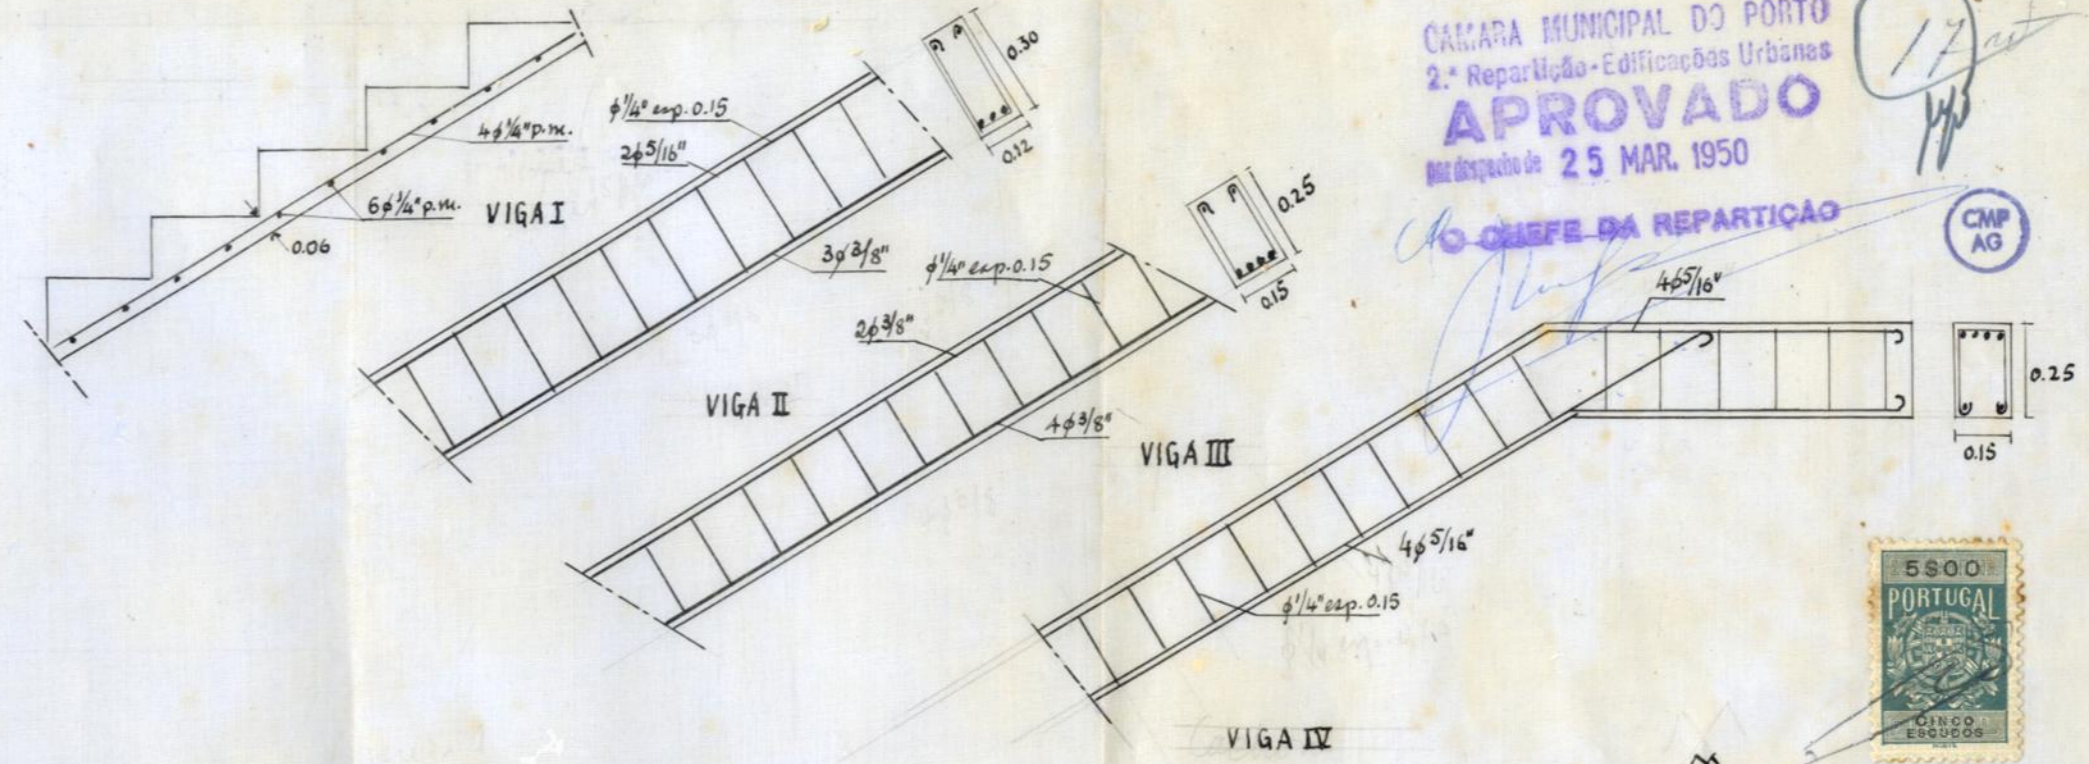 CAMARA MUNICIPAL DO PORTO
2.ª Repartição-Edificações Urbanas
APROVADO
por despacho de 25 MAR. 1950
O CHEFE DA REPARTIÇÃO
17
CMP
AG
4ϕ1/4" p.m.
6ϕ1/4" p.m.
0.06
VIGA I
ϕ1/4" esp. 0.15
2ϕ5/16"
3ϕ3/8"
0.30
0.12
VIGA II
ϕ1/4" esp. 0.15
2ϕ3/8"
4ϕ3/8"
0.25
0.15
VIGA III
4ϕ5/16"
4ϕ5/16"
ϕ1/4" esp. 0.15
0.25
0.15
VIGA IV
5$00
PORTUGAL
CINCO
ESCUDOS